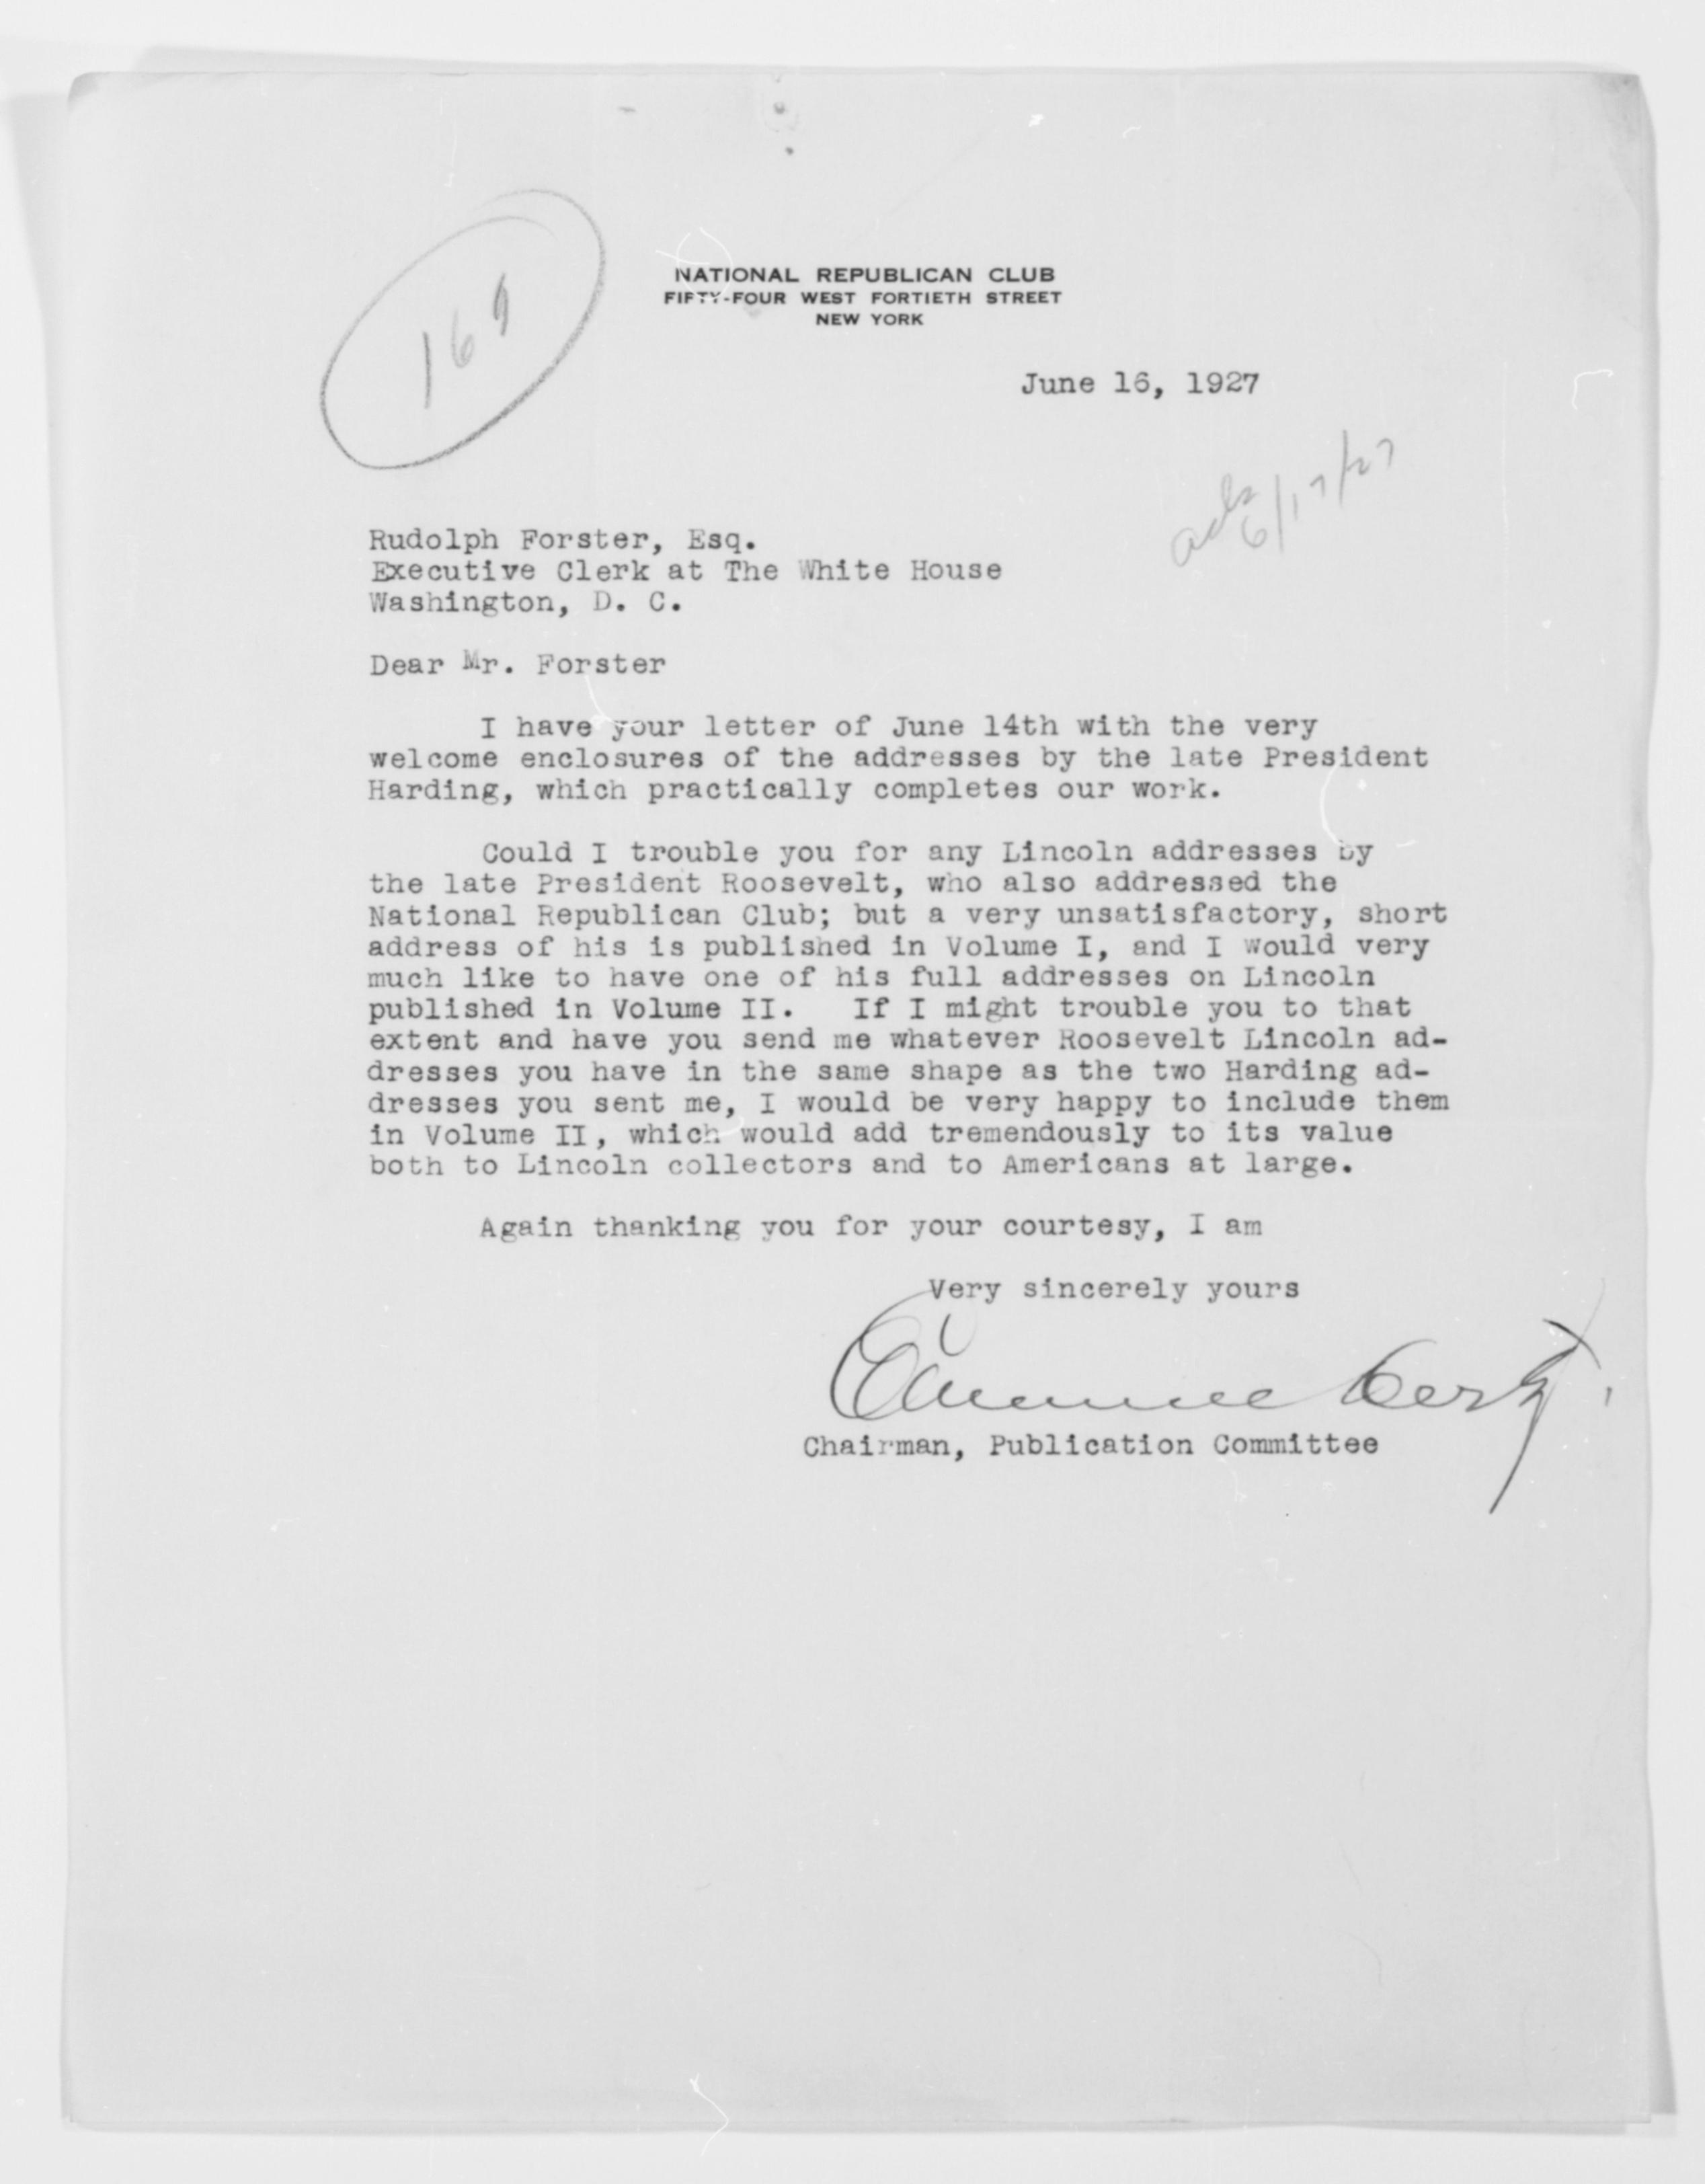 169
NATIONAL REPUBLICAN CLUB
FIFTY-FOUR WEST FORTIETH STREET
NEW YORK
June 16, 1927
6/17/27
Rudolph Forster, Esq.
Executive Clerk at The White House
Washington, D. C.
Dear Mr. Forster
I have your letter of June 14th with the very
welcome enclosures of the addresses by the late President
Harding, which practically completes our work.
Could I trouble you for any Lincoln addresses by
the late President Roosevelt, who also addressed the
National Republican Club; but a very unsatisfactory, short
address of his is published in Volume I, and I would very
much like to have one of his full addresses on Lincoln
published in Volume II. If I might trouble you to that
extent and have you send me whatever Roosevelt Lincoln ad-
dresses you have in the same shape as the two Harding ad-
dresses you sent me, I would be very happy to include them
in Volume II, which would add tremendously to its value
both to Lincoln collectors and to Americans at large.
Again thanking you for your courtesy, I am
Very sincerely yours
Chairman, Publication Committee